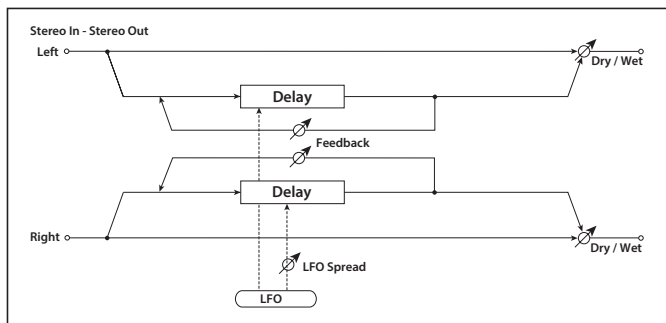 Stereo In - Stereo Out
Left
Dry / Wet
Delay
Feedback
Delay
Right
Dry / Wet
LFO Spread
LFO